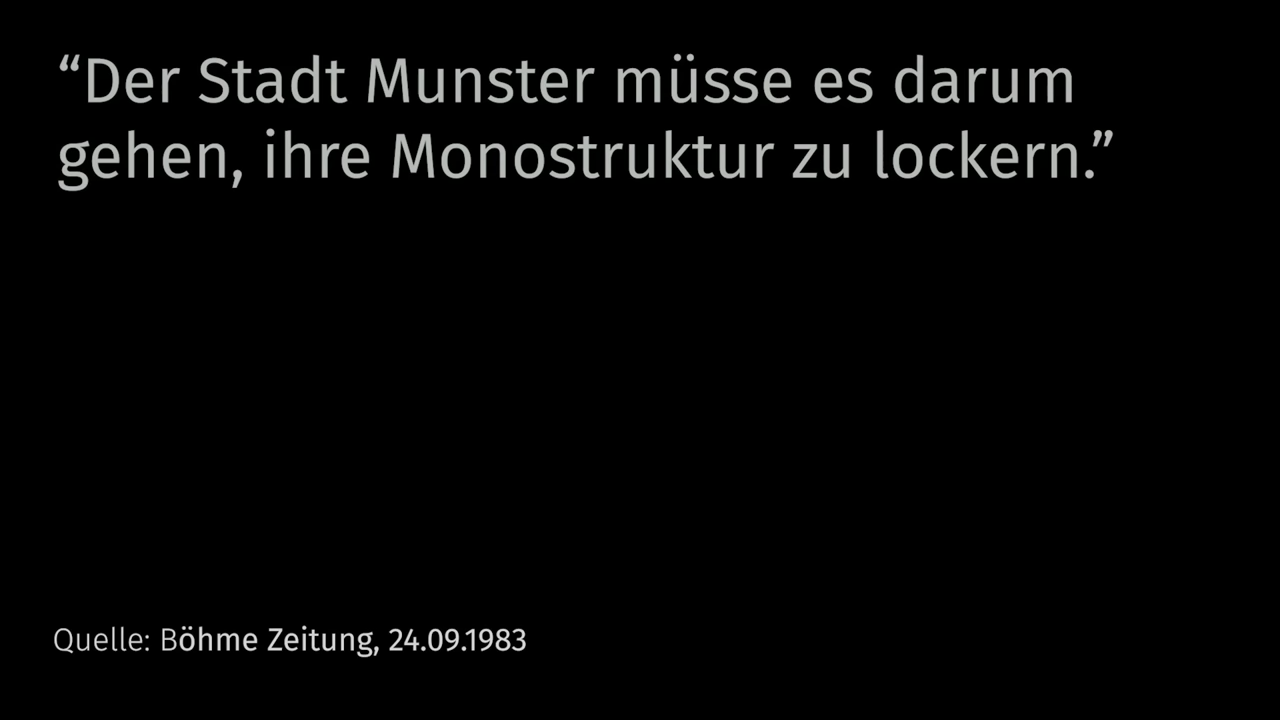 “Der Stadt Munster müsse es darum
gehen, ihre Monostruktur zu lockern.”
Quelle: Böhme Zeitung, 24.09.1983